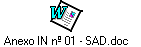 W
Anexo IN nº 01 - SAD.doc